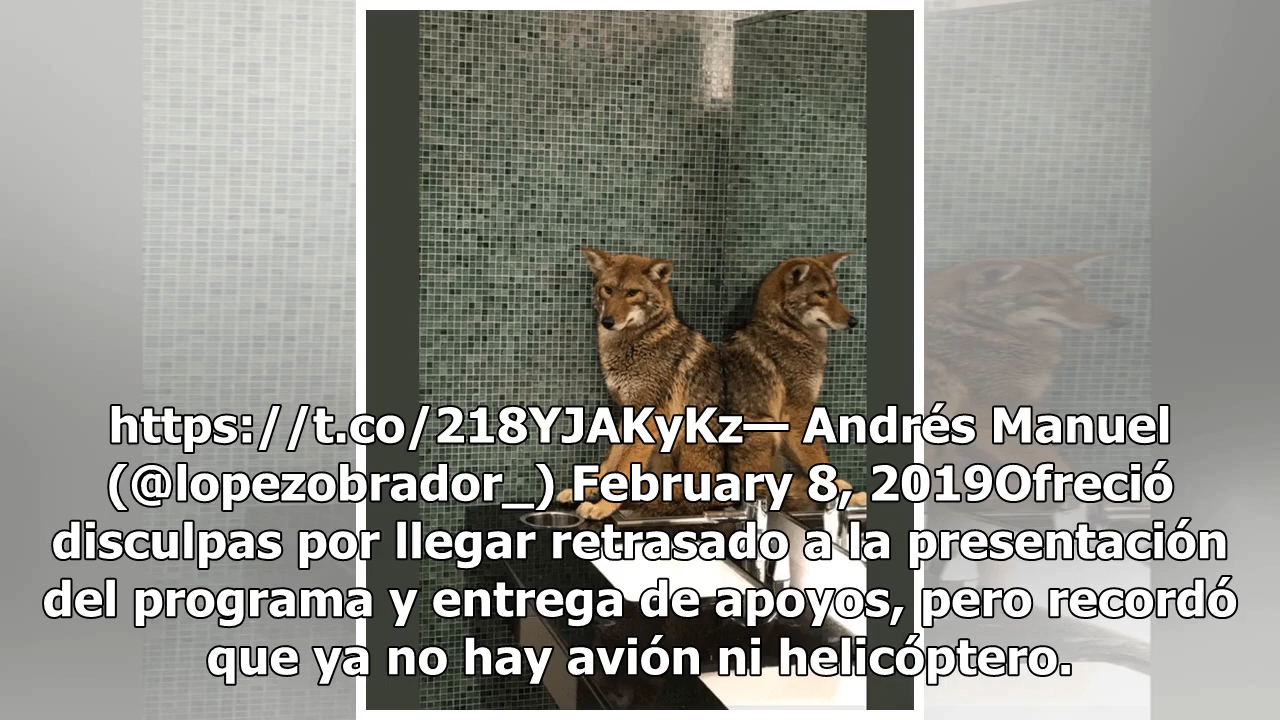 https://t.co/218YJAKyKz— Andrés Manuel
(@lopezobrador_) February 8, 2019Ofreció
disculpas por llegar retrasado a la presentación
del programa y entrega de apoyos, pero recordó
que ya no hay avión ni helicóptero.